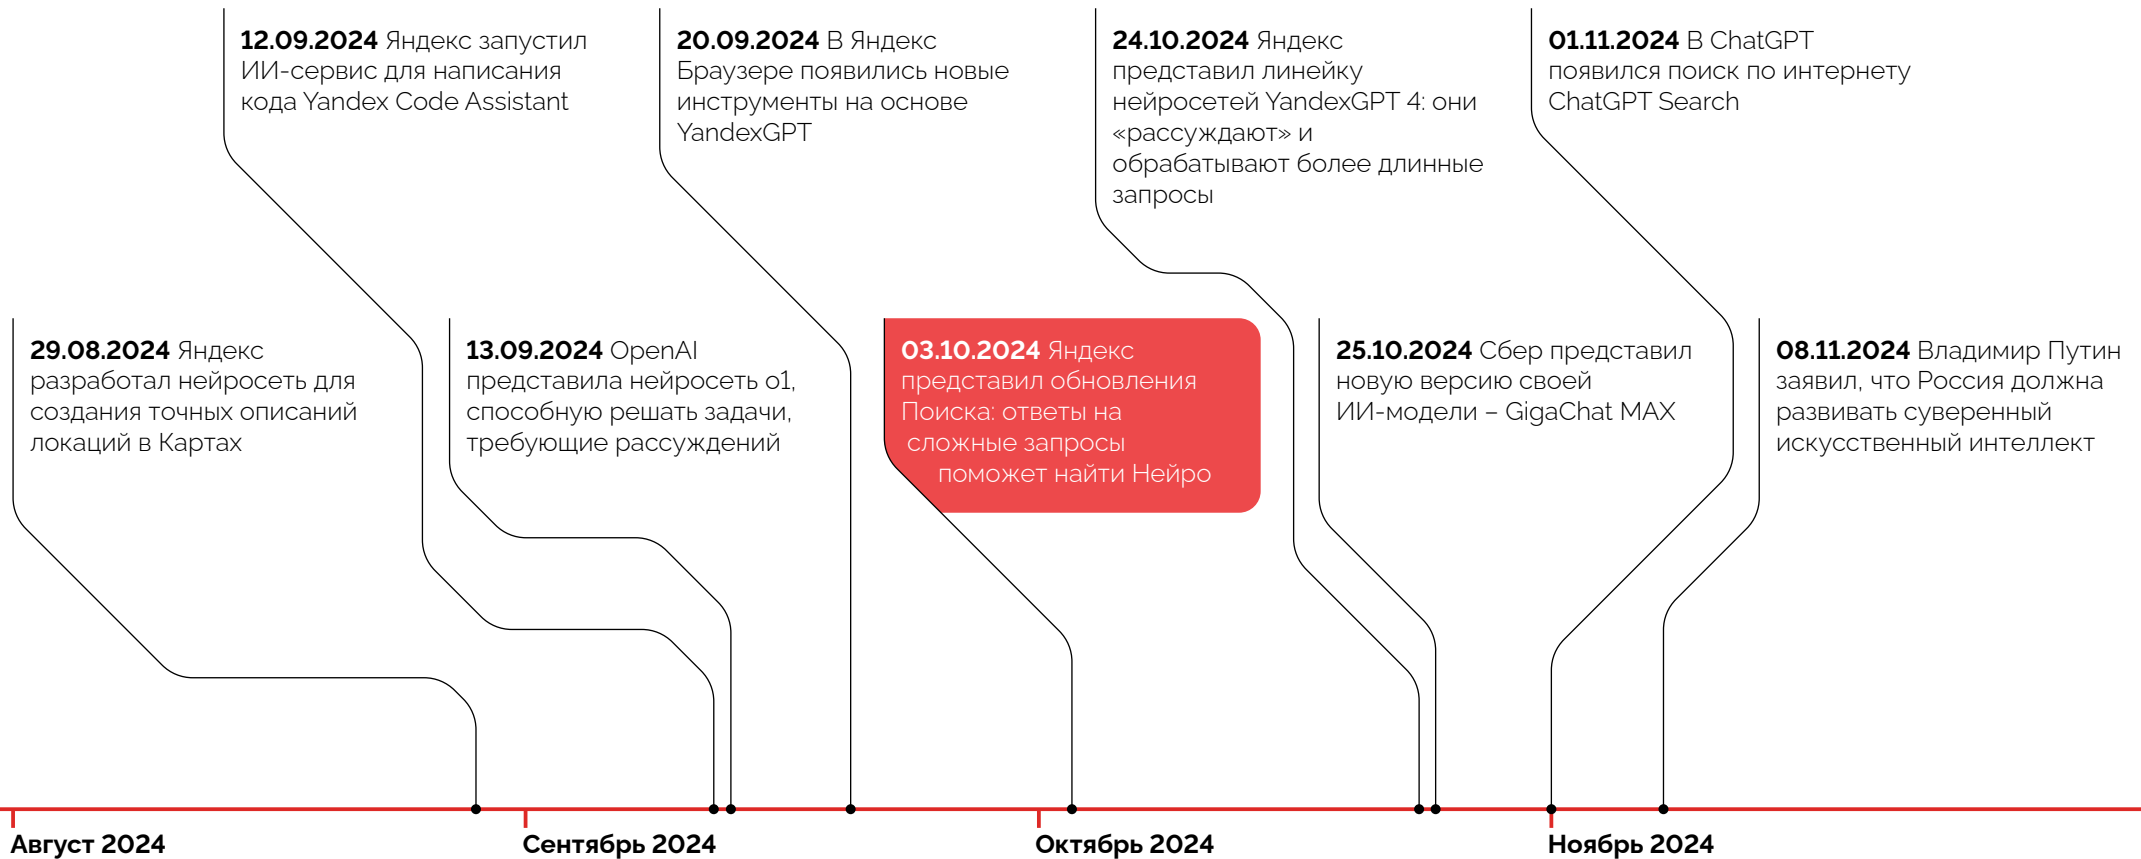 12.09.2024 Яндекс запустил
ИИ-сервис для написания
кода Yandex Code Assistant
20.09.2024 В Яндекс
Браузере появились новые
инструменты на основе
YandexGPT
24.10.2024 Яндекс
представил линейку
нейросетей YandexGPT 4: они
«рассуждают» и
обрабатывают более длинные
запросы
01.11.2024 В ChatGPT
появился поиск по интернету
ChatGPT Search
29.08.2024 Яндекс
разработал нейросеть для
создания точных описаний
локаций в Картах
13.09.2024 OpenAI
представила нейросеть o1,
способную решать задачи,
требующие рассуждений
03.10.2024 Яндекс
представил обновления
Поиска: ответы на
сложные запросы
поможет найти Нейро
25.10.2024 Сбер представил
новую версию своей
ИИ-модели – GigaChat MAX
08.11.2024 Владимир Путин
заявил, что Россия должна
развивать суверенный
искусственный интеллект
Август 2024
Сентябрь 2024
Октябрь 2024
Ноябрь 2024